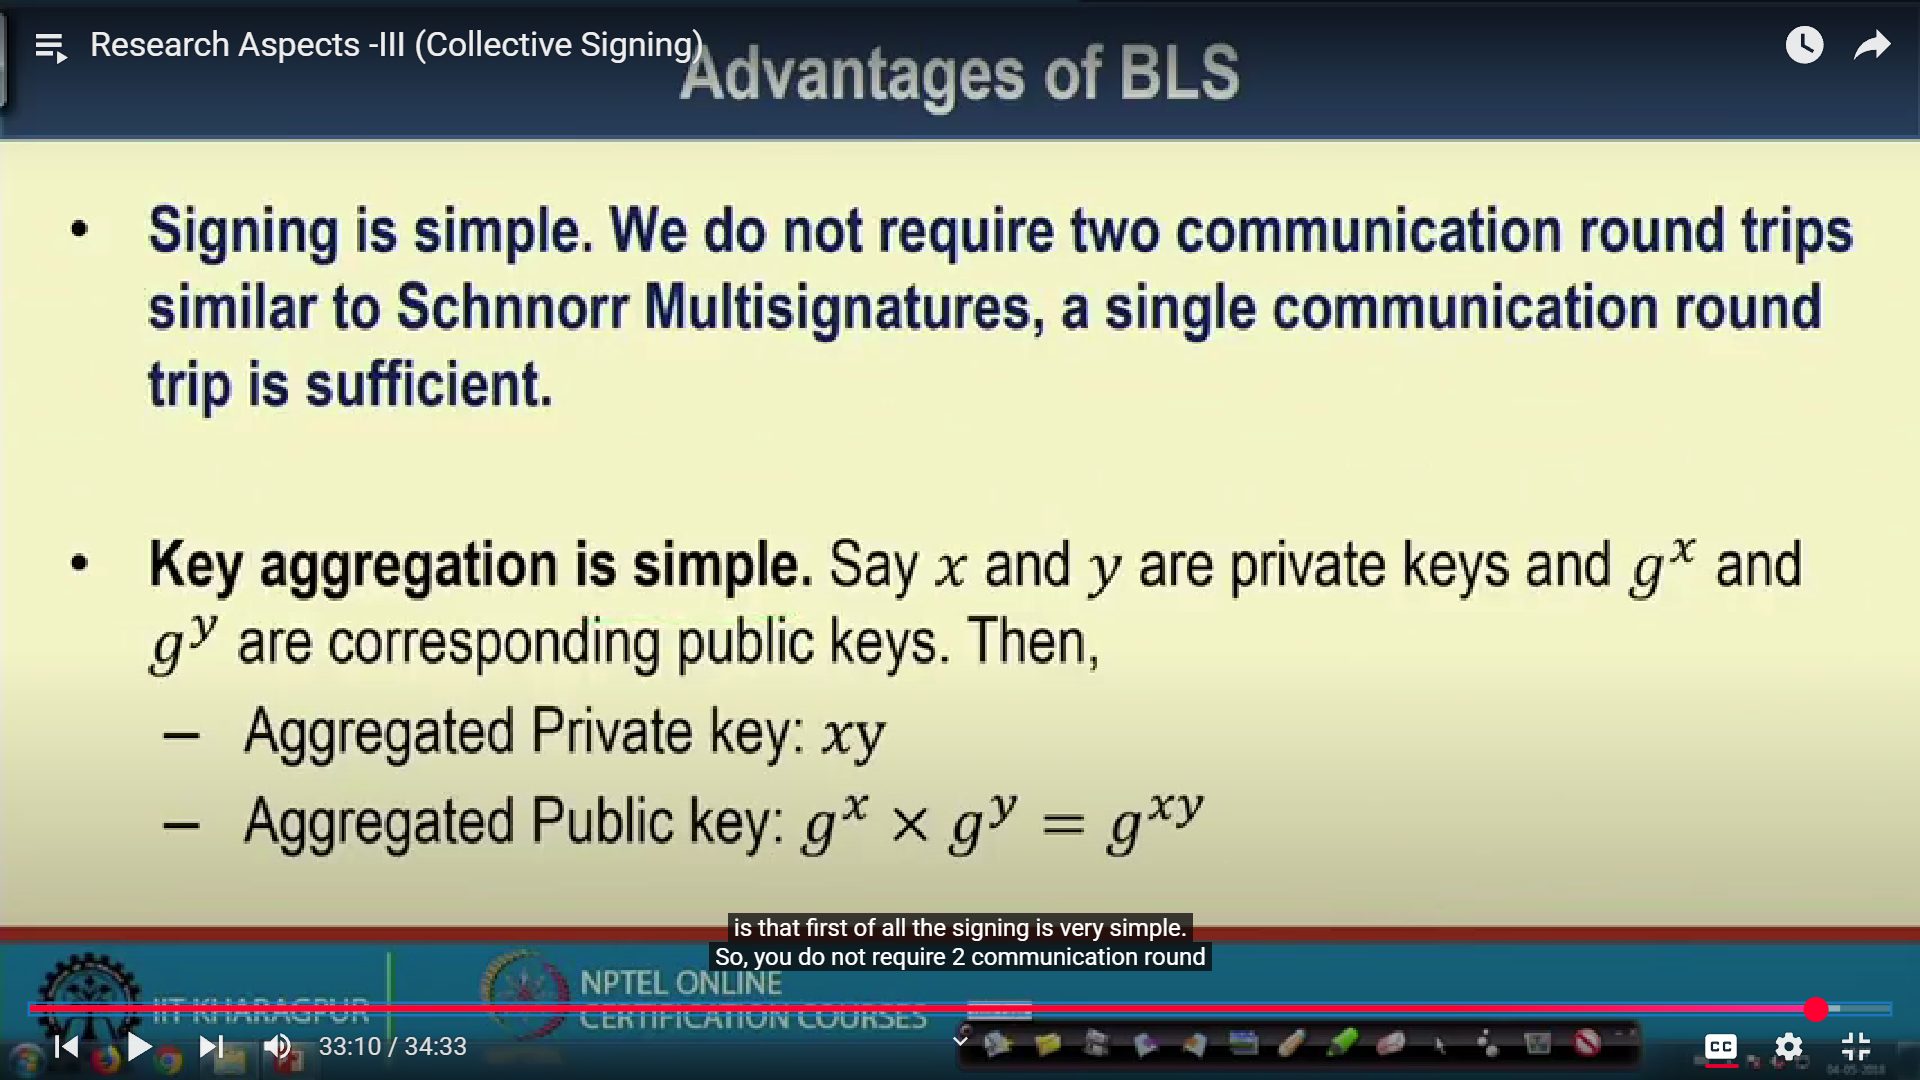 Research Aspects -III (Collective Signing)
Advantages of BLS
• Signing is simple. We do not require two communication round trips
similar to Schnnorr Multisignatures, a single communication round
trip is sufficient.
• Key aggregation is simple. Say x and y are private keys and g^x and
g^y are corresponding public keys. Then,
– Aggregated Private key: xy
– Aggregated Public key: g^x × g^y = g^xy
is that first of all the signing is very simple.
So, you do not require 2 communication round
IIT KHARAGPUR
NPTEL ONLINE
CERTIFICATION COURSES
33:10 / 34:33
CC
04-05-2018